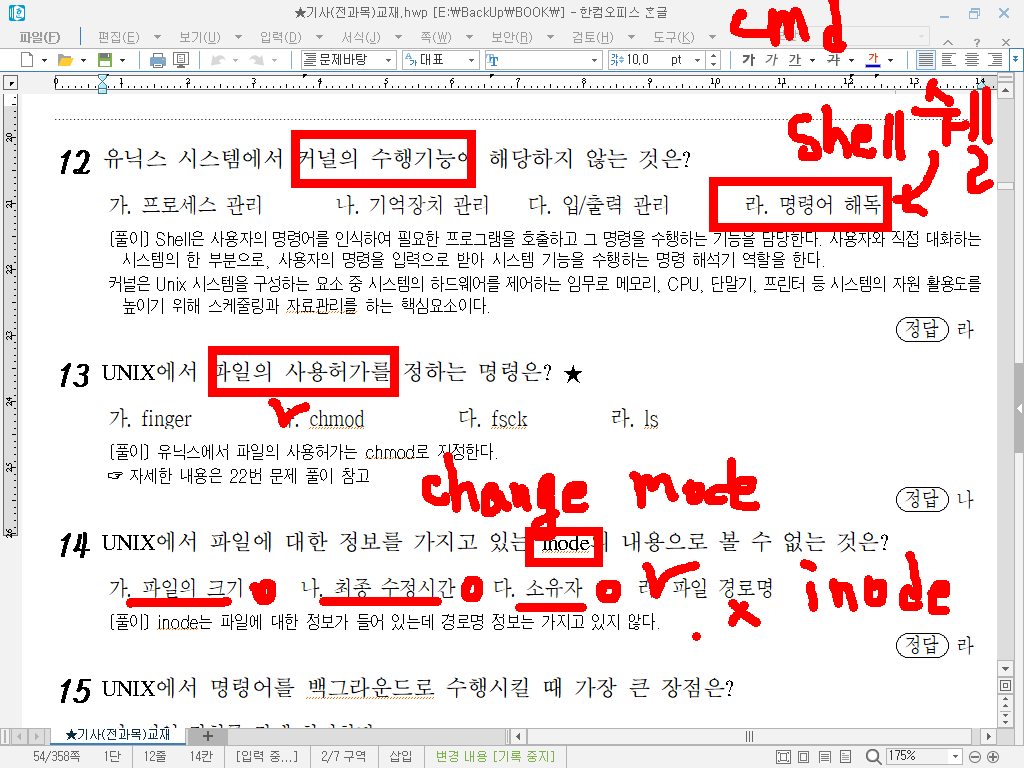 ★기사(전과목)교재.hwp [E:₩BackUp₩BOOK₩] - 한컴오피스 한글
cmd
파일(F) 편집(E) 보기(U) 입력(D) 서식(J) 쪽(W) 보안(R) 검토(H) 도구(K)
문제바탕 대표 10.0 pt 가 가 가 가 가
0 1 2 3 4 5 6 7 8 9 10 11 12 13 14
shell 쉘
12 유닉스 시스템에서 커널의 수행기능에 해당하지 않는 것은?
가. 프로세스 관리 나. 기억장치 관리 다. 입/출력 관리 라. 명령어 해독
[풀이] Shell은 사용자의 명령어를 인식하여 필요한 프로그램을 호출하고 그 명령을 수행하는 기능을 담당한다. 사용자와 직접 대화하는
시스템의 한 부분으로, 사용자의 명령을 입력으로 받아 시스템 기능을 수행하는 명령 해석기 역할을 한다.
커널은 Unix 시스템을 구성하는 요소 중 시스템의 하드웨어를 제어하는 임무로 메모리, CPU, 단말기, 프린터 등 시스템의 자원 활용도를
높이기 위해 스케줄링과 자료관리를 하는 핵심요소이다.
정답 라
13 UNIX에서 파일의 사용허가를 정하는 명령은? ★
가. finger 나. chmod 다. fsck 라. ls
[풀이] 유닉스에서 파일의 사용허가는 chmod로 지정한다.
☞ 자세한 내용은 22번 문제 풀이 참고
change mode
정답 나
14 UNIX에서 파일에 대한 정보를 가지고 있는 inode의 내용으로 볼 수 없는 것은?
가. 파일의 크기 나. 최종 수정시간 다. 소유자 라. 파일 경로명
inode
[풀이] inode는 파일에 대한 정보가 들어 있는데 경로명 정보는 가지고 있지 않다.
정답 라
15 UNIX에서 명령어를 백그라운드로 수행시킬 때 가장 큰 장점은?
★기사(전과목)교재
54/358쪽 1단 12줄 14칸 [입력 중...] 2/7 구역 삽입 변경 내용 [기록 중지] 175%